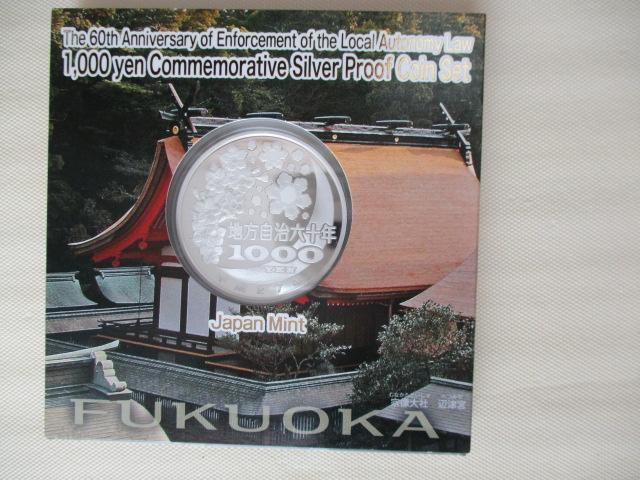 The 60th Anniversary of Enforcement of the Local Autonomy Law
1,000 yen Commemorative Silver Proof Coin Set
地方自治六十年
1000
YEN
Japan Mint
宗像大社 辺津宮
FUKUOKA